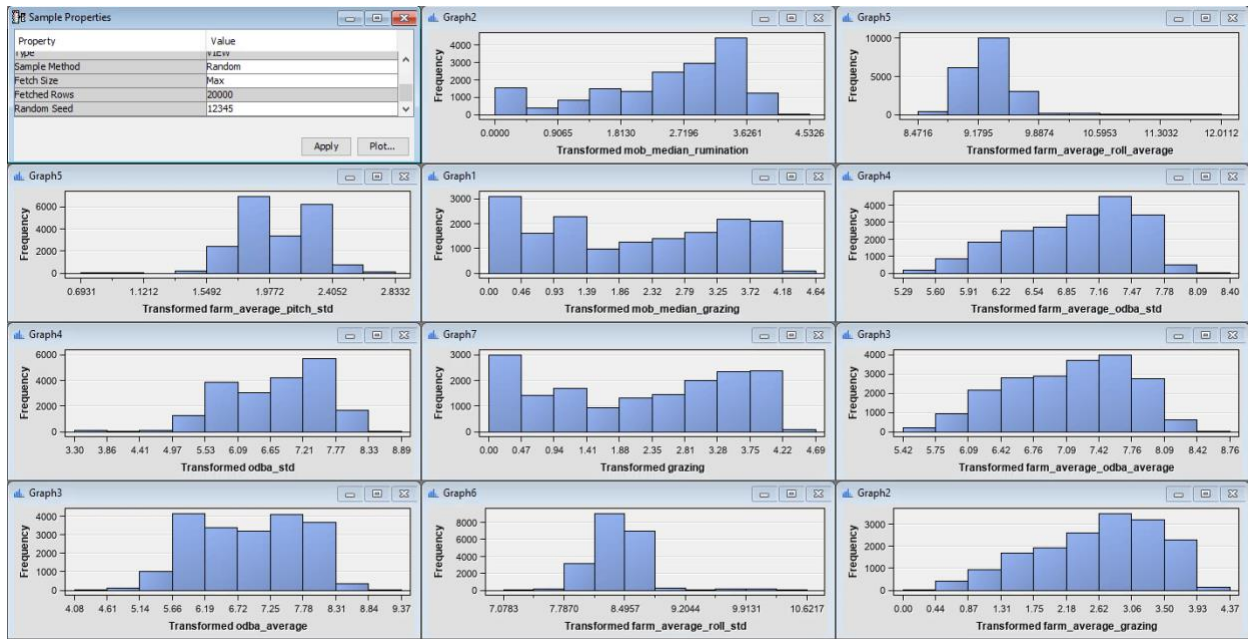 Sample Properties
Property Value
Type VIEW
Sample Method Random
Fetch Size Max
Fetched Rows 20000
Random Seed 12345
Apply Plot...
Graph2
Frequency
4000
3000
2000
1000
0
0.0000 0.9065 1.8130 2.7196 3.6261 4.5326
Transformed mob_median_rumination
Graph5
Frequency
10000
5000
0
8.4716 9.1795 9.8874 10.5953 11.3032 12.0112
Transformed farm_average_roll_average
Graph5
Frequency
6000
4000
2000
0
0.6931 1.1212 1.5492 1.9772 2.4052 2.8332
Transformed farm_average_pitch_std
Graph1
Frequency
3000
2000
1000
0
0.00 0.46 0.93 1.39 1.86 2.32 2.79 3.25 3.72 4.18 4.64
Transformed mob_median_grazing
Graph4
Frequency
4000
3000
2000
1000
0
5.29 5.60 5.91 6.22 6.54 6.85 7.16 7.47 7.78 8.09 8.40
Transformed farm_average_odba_std
Graph4
Frequency
6000
4000
2000
0
3.30 3.86 4.41 4.97 5.53 6.09 6.65 7.21 7.77 8.33 8.89
Transformed odba_std
Graph7
Frequency
3000
2000
1000
0
0.00 0.47 0.94 1.41 1.87 2.34 2.81 3.28 3.75 4.22 4.69
Transformed grazing
Graph3
Frequency
4000
3000
2000
1000
0
5.42 5.75 6.09 6.42 6.76 7.09 7.42 7.76 8.09 8.42 8.76
Transformed farm_average_odba_average
Graph3
Frequency
4000
3000
2000
1000
0
4.08 4.61 5.14 5.66 6.19 6.72 7.25 7.78 8.31 8.84 9.37
Transformed odba_average
Graph6
Frequency
8000
6000
4000
2000
0
7.0783 7.7870 8.4957 9.2044 9.9131 10.6217
Transformed farm_average_roll_std
Graph2
Frequency
3000
2000
1000
0
0.00 0.44 0.87 1.31 1.75 2.18 2.62 3.06 3.50 3.93 4.37
Transformed farm_average_grazing